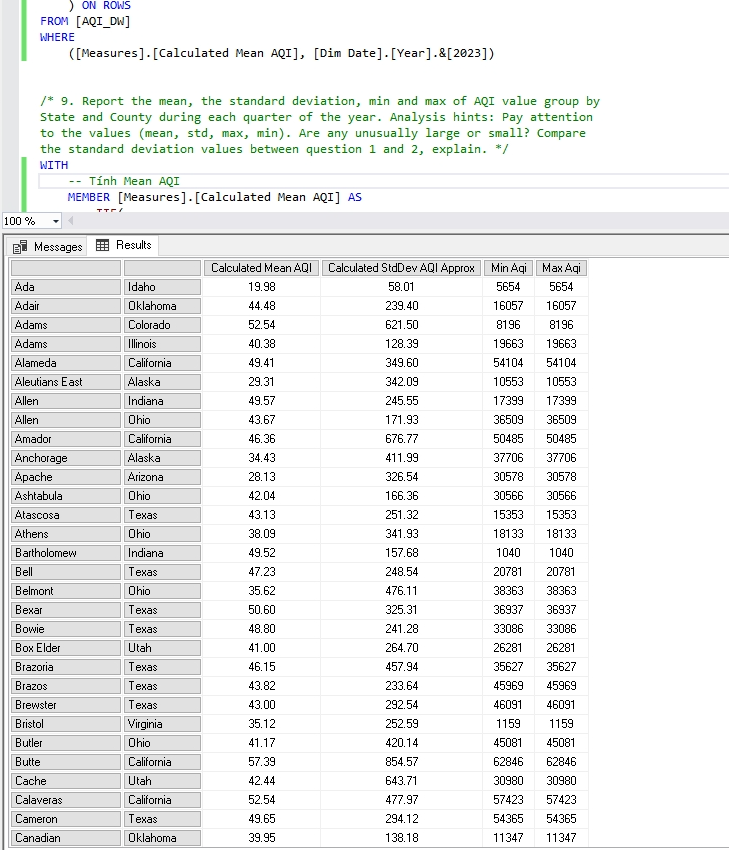 ) ON ROWS
FROM [AQI_DW]
WHERE
([Measures].[Calculated Mean AQI], [Dim Date].[Year].&[2023])
/* 9. Report the mean, the standard deviation, min and max of AQI value group by
State and County during each quarter of the year. Analysis hints: Pay attention
to the values (mean, std, max, min). Are any unusually large or small? Compare
the standard deviation values between question 1 and 2, explain. */
WITH
-- Tính Mean AQI
MEMBER [Measures].[Calculated Mean AQI] AS
100 %
Messages Results
Calculated Mean AQI Calculated StdDev AQI Approx Min Aqi Max Aqi
Ada Idaho 19.98 58.01 5654 5654
Adair Oklahoma 44.48 239.40 16057 16057
Adams Colorado 52.54 621.50 8196 8196
Adams Illinois 40.38 128.39 19663 19663
Alameda California 49.41 349.60 54104 54104
Aleutians East Alaska 29.31 342.09 10553 10553
Allen Indiana 49.57 245.55 17399 17399
Allen Ohio 43.67 171.93 36509 36509
Amador California 46.36 676.77 50485 50485
Anchorage Alaska 34.43 411.99 37706 37706
Apache Arizona 28.13 326.54 30578 30578
Ashtabula Ohio 42.04 166.36 30566 30566
Atascosa Texas 43.13 251.32 15353 15353
Athens Ohio 38.09 341.93 18133 18133
Bartholomew Indiana 49.52 157.68 1040 1040
Bell Texas 47.23 248.54 20781 20781
Belmont Ohio 35.62 476.11 38363 38363
Bexar Texas 50.60 325.31 36937 36937
Bowie Texas 48.80 241.28 33086 33086
Box Elder Utah 41.00 264.70 26281 26281
Brazoria Texas 46.15 457.94 35627 35627
Brazos Texas 43.82 233.64 45969 45969
Brewster Texas 43.00 292.54 46091 46091
Bristol Virginia 35.12 252.59 1159 1159
Butler Ohio 41.17 420.14 45081 45081
Butte California 57.39 854.57 62846 62846
Cache Utah 42.44 643.71 30980 30980
Calaveras California 52.54 477.97 57423 57423
Cameron Texas 49.65 294.12 54365 54365
Canadian Oklahoma 39.95 138.18 11347 11347